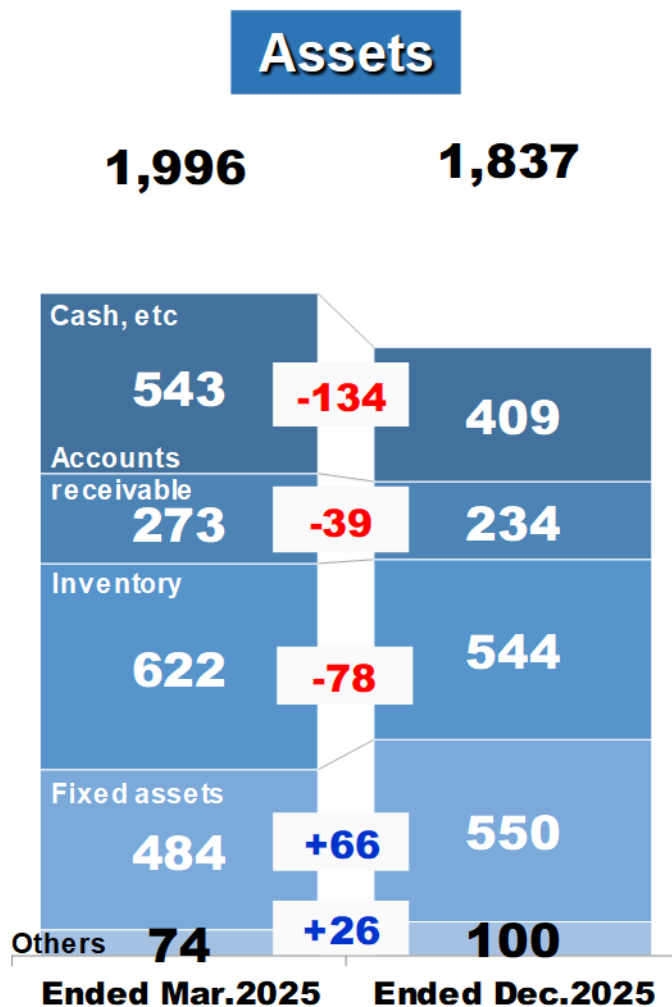 Assets
1,996
1,837
Cash, etc
543
-134
409
Accounts
receivable
273
-39
234
Inventory
622
-78
544
Fixed assets
484
+66
550
Others
74
+26
100
Ended Mar.2025
Ended Dec.2025